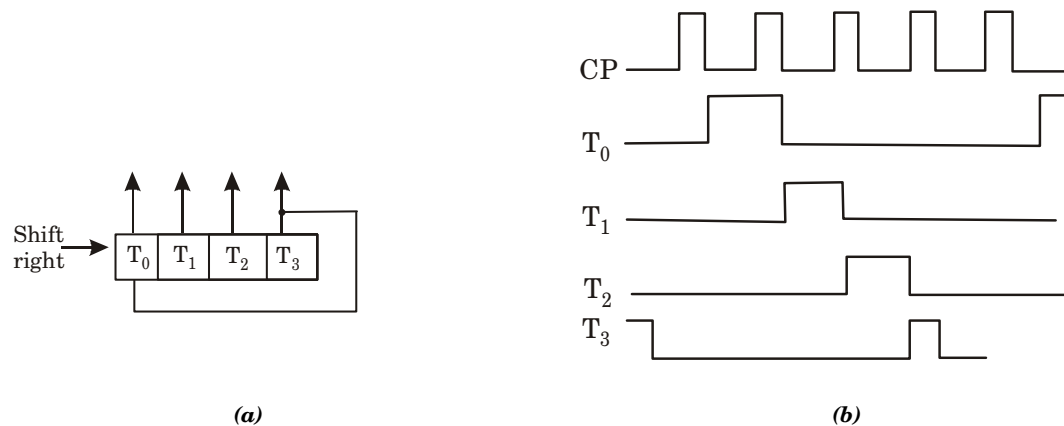 Shift
right
T₀ T₁ T₂ T₃
(a)
CP
T₀
T₁
T₂
T₃
(b)